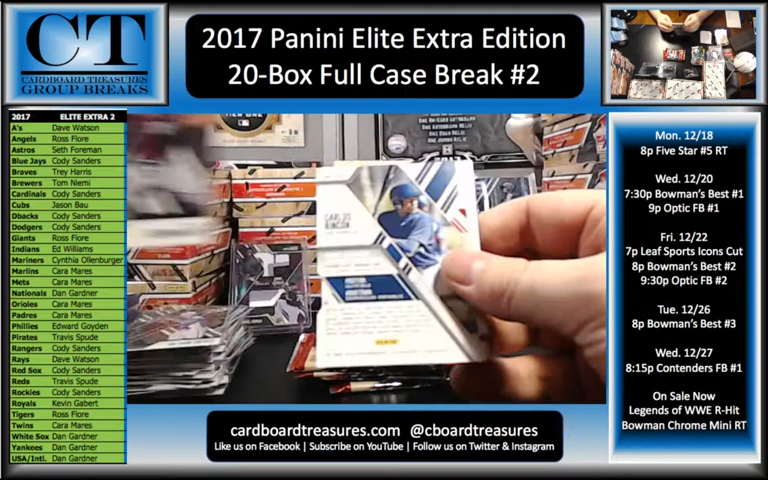 CT
CARDBOARD TREASURES
GROUP BREAKS
2017 Panini Elite Extra Edition
20-Box Full Case Break #2
2017 ELITE EXTRA 2
A's Dave Watson
Angels Ross Flore
Astros Seth Foreman
Blue Jays Cody Sanders
Braves Trey Harris
Brewers Tom Niemi
Cardinals Cody Sanders
Cubs Jason Bau
Dbacks Cody Sanders
Dodgers Cody Sanders
Giants Ross Flore
Indians Ed Williams
Mariners Cynthia Ollenburger
Marlins Cara Mares
Mets Cara Mares
Nationals Dan Gardner
Orioles Cara Mares
Padres Cara Mares
Phillies Edward Goyden
Pirates Travis Spude
Rangers Cody Sanders
Rays Dave Watson
Red Sox Cody Sanders
Reds Travis Spude
Rockies Cody Sanders
Royals Kevin Gabert
Tigers Ross Flore
Twins Cara Mares
White Sox Dan Gardner
Yankees Dan Gardner
USA/Intl. Dan Gardner
CARLOS
RINCON
Mon. 12/18
8p Five Star #5 RT
Wed. 12/20
7:30p Bowman's Best #1
9p Optic FB #1
Fri. 12/22
7p Leaf Sports Icons Cut
8p Bowman's Best #2
9:30p Optic FB #2
Tue. 12/26
8p Bowman's Best #3
Wed. 12/27
8:15p Contenders FB #1
On Sale Now
Legends of WWE R-Hit
Bowman Chrome Mini RT
cardboardtreasures.com @cboardtreasures
Like us on Facebook | Subscribe on YouTube | Follow us on Twitter & Instagram